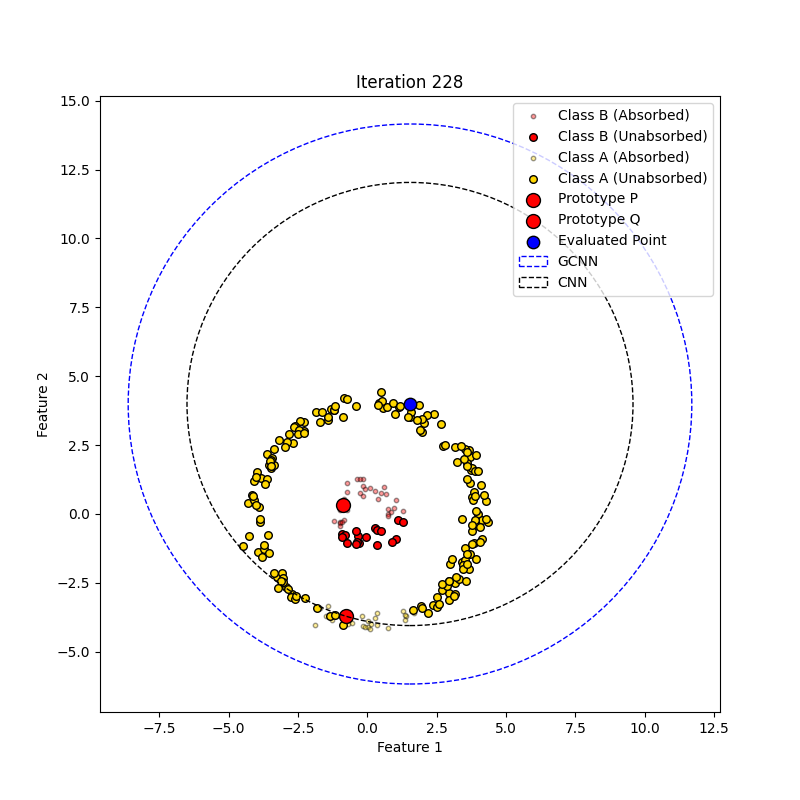 Iteration 228
15.0
12.5
10.0
7.5
5.0
2.5
0.0
−2.5
−5.0
Feature 2
Class B (Absorbed)
Class B (Unabsorbed)
Class A (Absorbed)
Class A (Unabsorbed)
Prototype P
Prototype Q
Evaluated Point
GCNN
CNN
−7.5 −5.0 −2.5 0.0 2.5 5.0 7.5 10.0 12.5
Feature 1